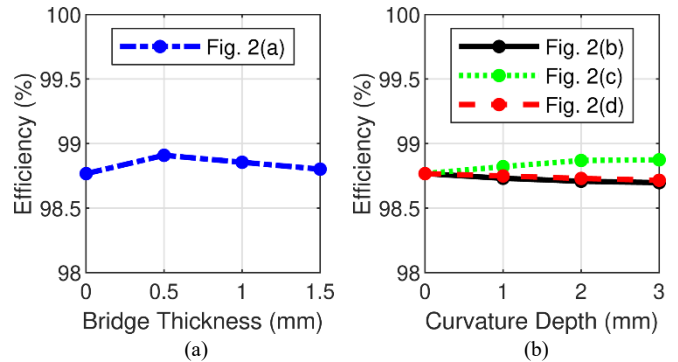 100
99.5
99
98.5
98
Efficiency (%)
Fig. 2(a)
0 0.5 1 1.5
Bridge Thickness (mm)
(a)
100
99.5
99
98.5
98
Efficiency (%)
Fig. 2(b)
Fig. 2(c)
Fig. 2(d)
0 1 2 3
Curvature Depth (mm)
(b)